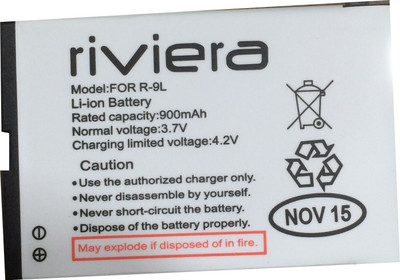 riviera
Model:FOR R-9L
Li-ion Battery
Rated capacity:900mAh
Normal voltage:3.7V
Charging limited voltage:4.2V
Caution:
• Use the authorized charger only.
• Never disassemble by yourself.
• Never short-circuit the battery.
• Dispose of the battery properly.
NOV 15
May explode if disposed of in fire.